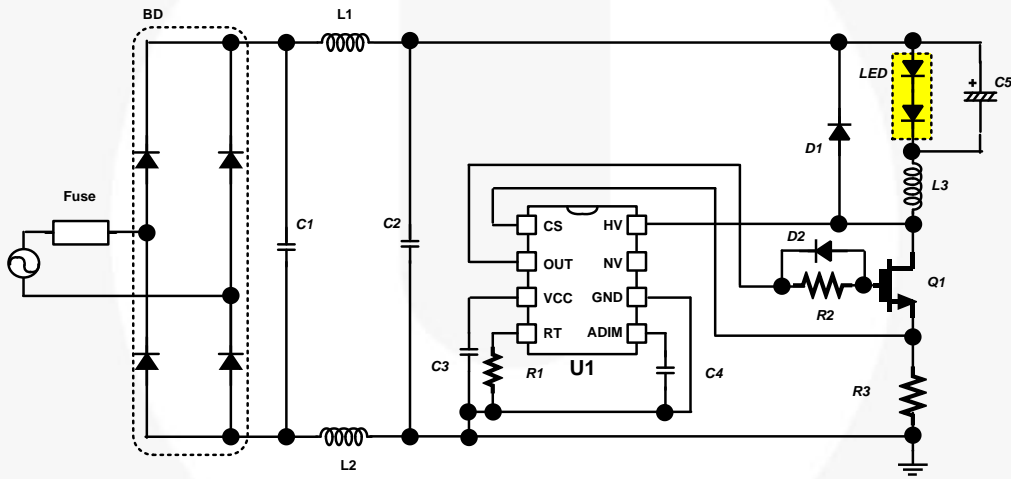 BD
L1
LED
+
C5
D1
L3
Fuse
C1
C2
CS
HV
D2
OUT
NV
Q1
VCC
GND
R2
RT
ADIM
C3
R1
U1
C4
R3
L2